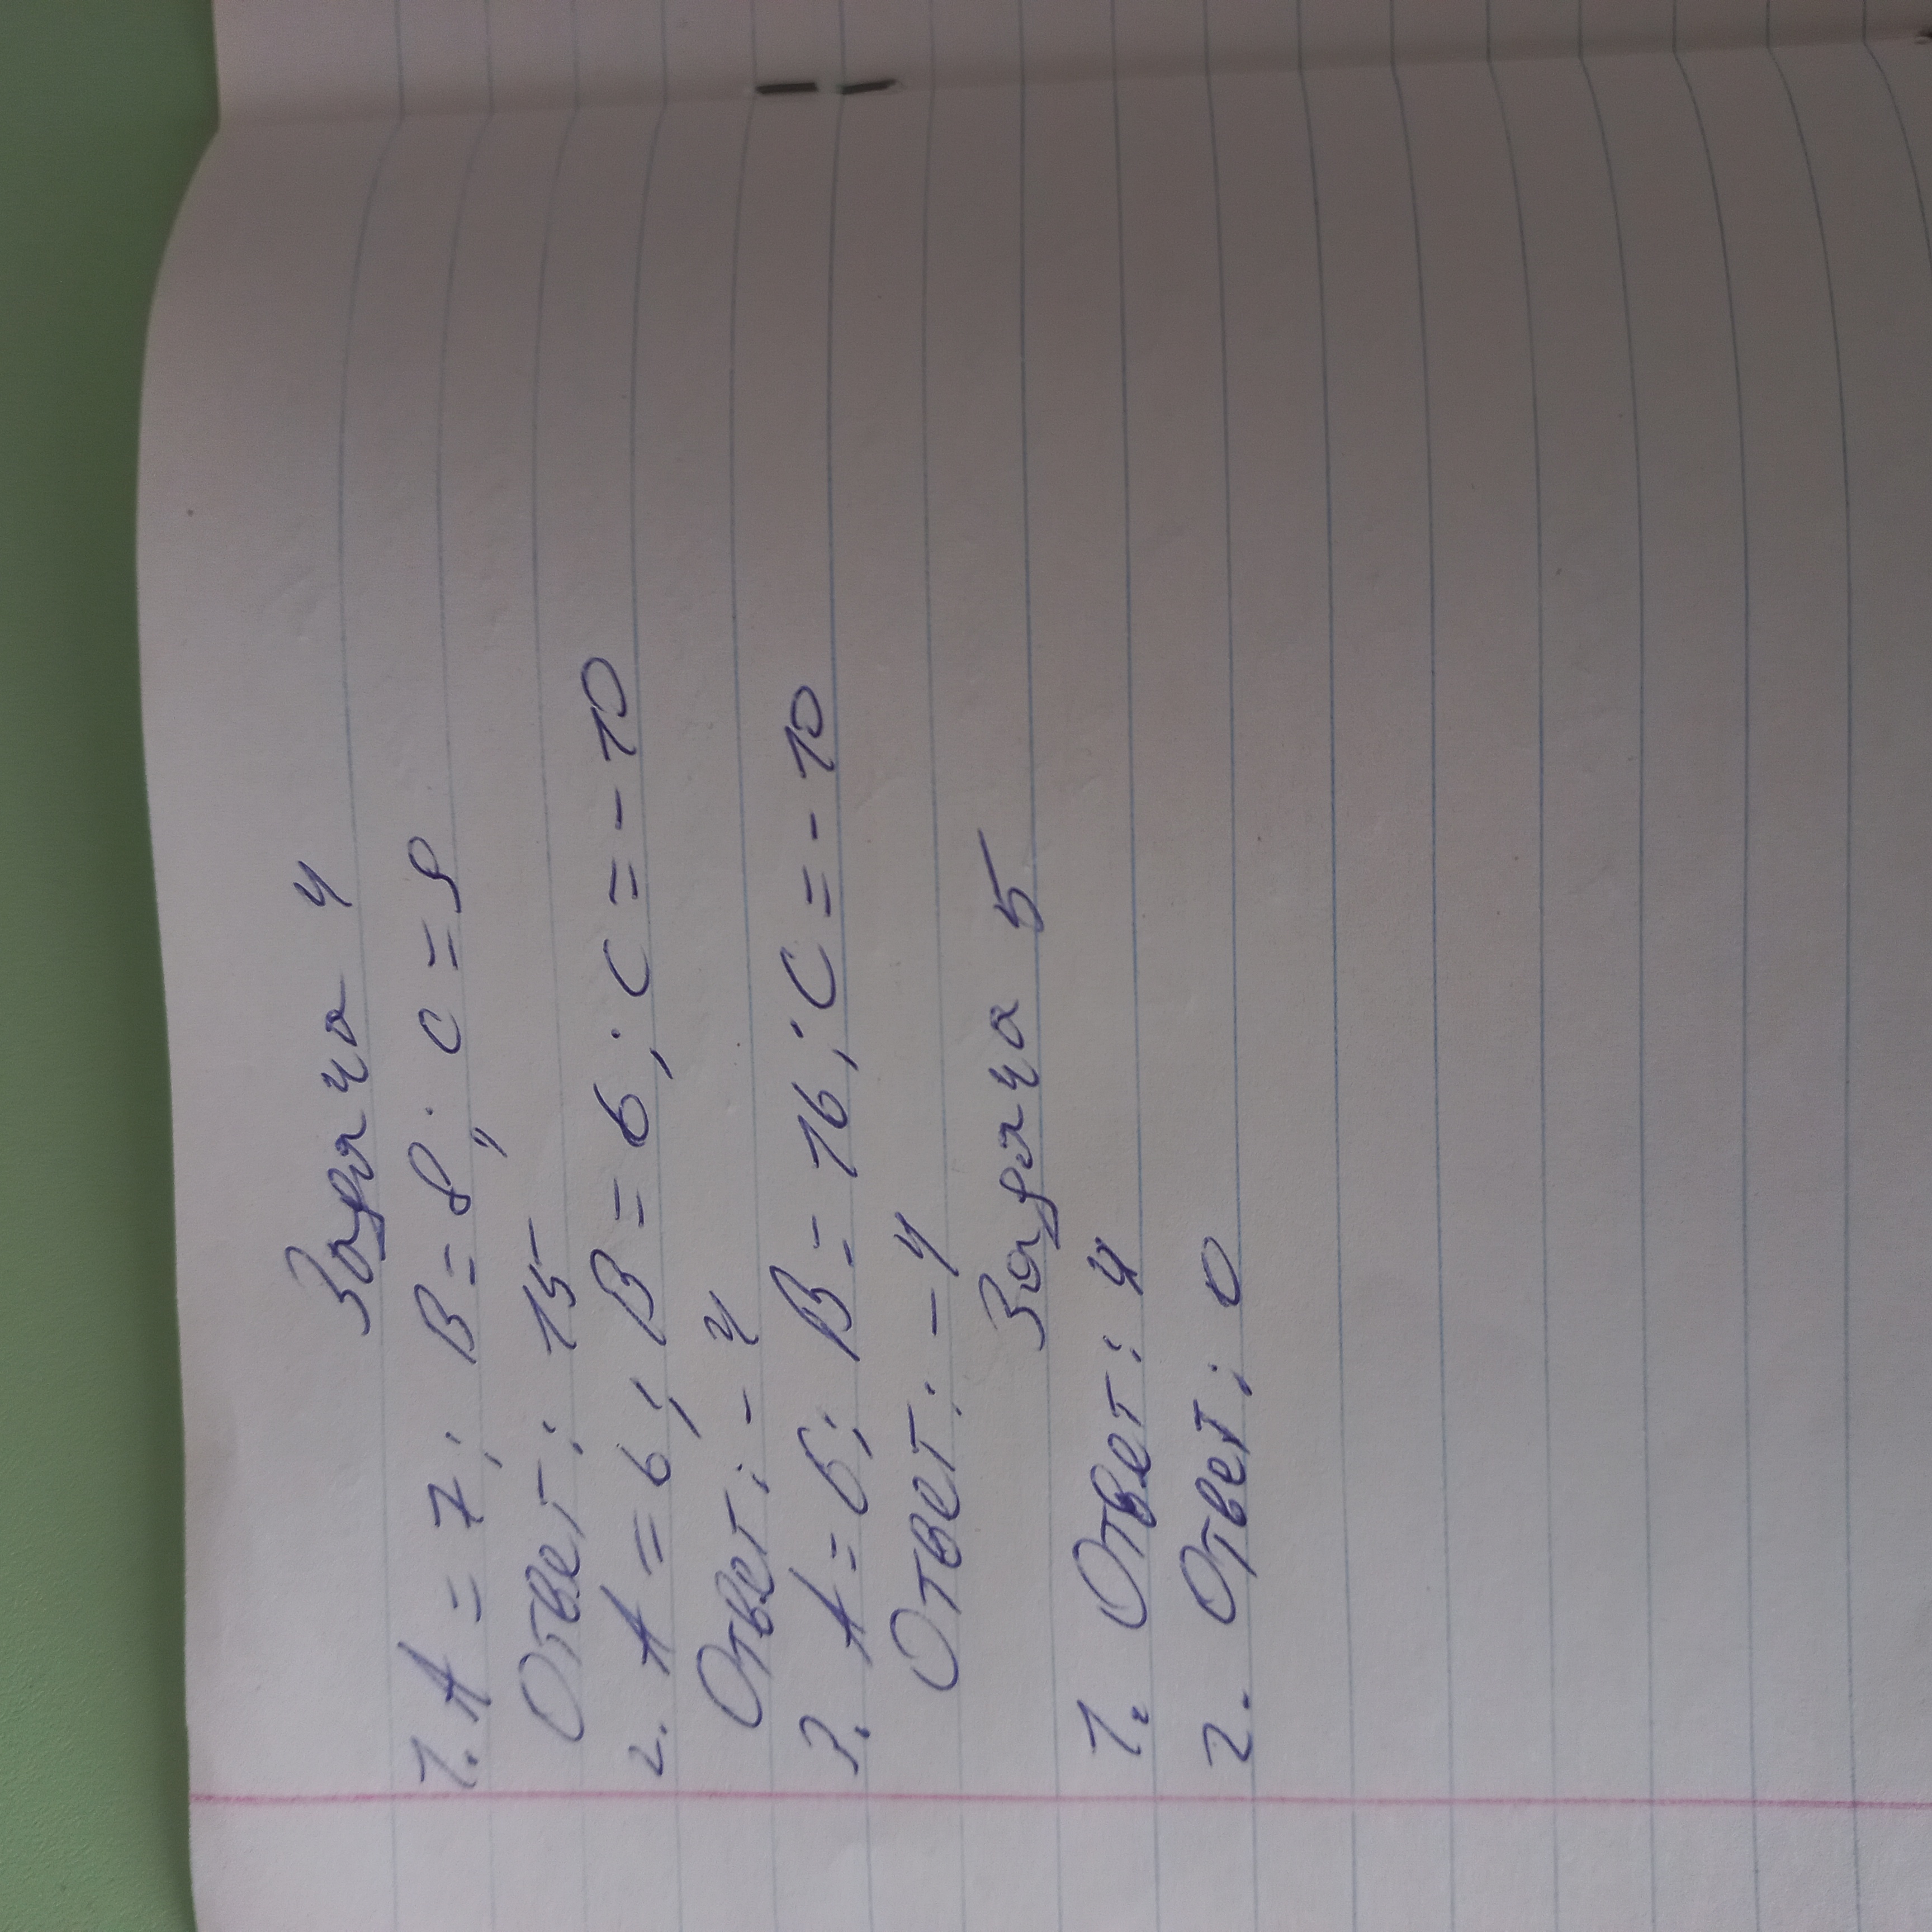 Задача 4
1. A = 7; B = 8; C = 9
Ответ: 15
2. A = 6; B = 6; C = -10
Ответ: -4
3. A = 6; B = 16; C = -10
Ответ: -4
Задача 5
1. Ответ: 4
2. Ответ: 0